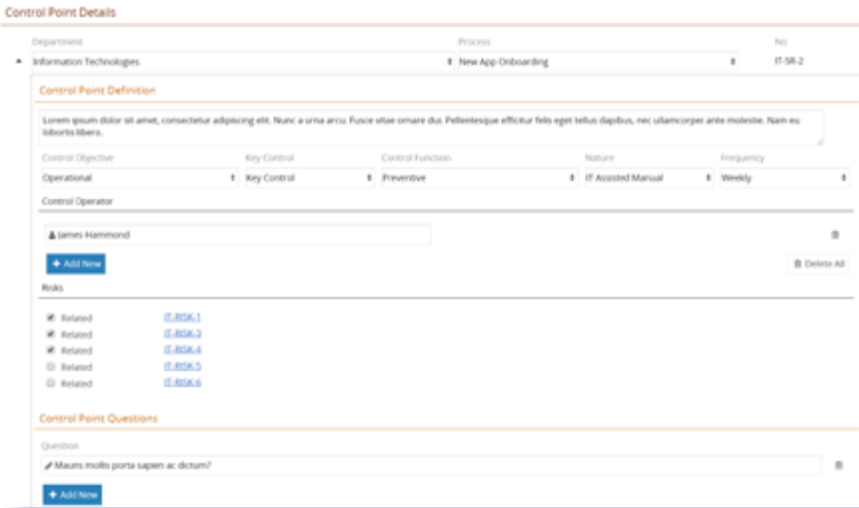 Control Point Details
Department Process No
Information Technologies New App Onboarding IT-SR-2
Control Point Definition
Lorem ipsum dolor sit amet, consectetur adipiscing elit. Nunc a urna arcu. Fusce vitae ornare dui. Pellentesque efficitur felis eget tellus dapibus, nec ullamcorper ante molestie. Nam eu
lobortis libero.
Control Objective Key Control Control Function Nature Frequency
Operational Key Control Preventive IT Assisted Manual Weekly
Control Operator
James Hammond
+ Add New Delete All
Risks
Related IT-RISK-1
Related IT-RISK-3
Related IT-RISK-4
Related IT-RISK-5
Related IT-RISK-6
Control Point Questions
Question
Mauris mollis porta sapien ac dictum?
+ Add New